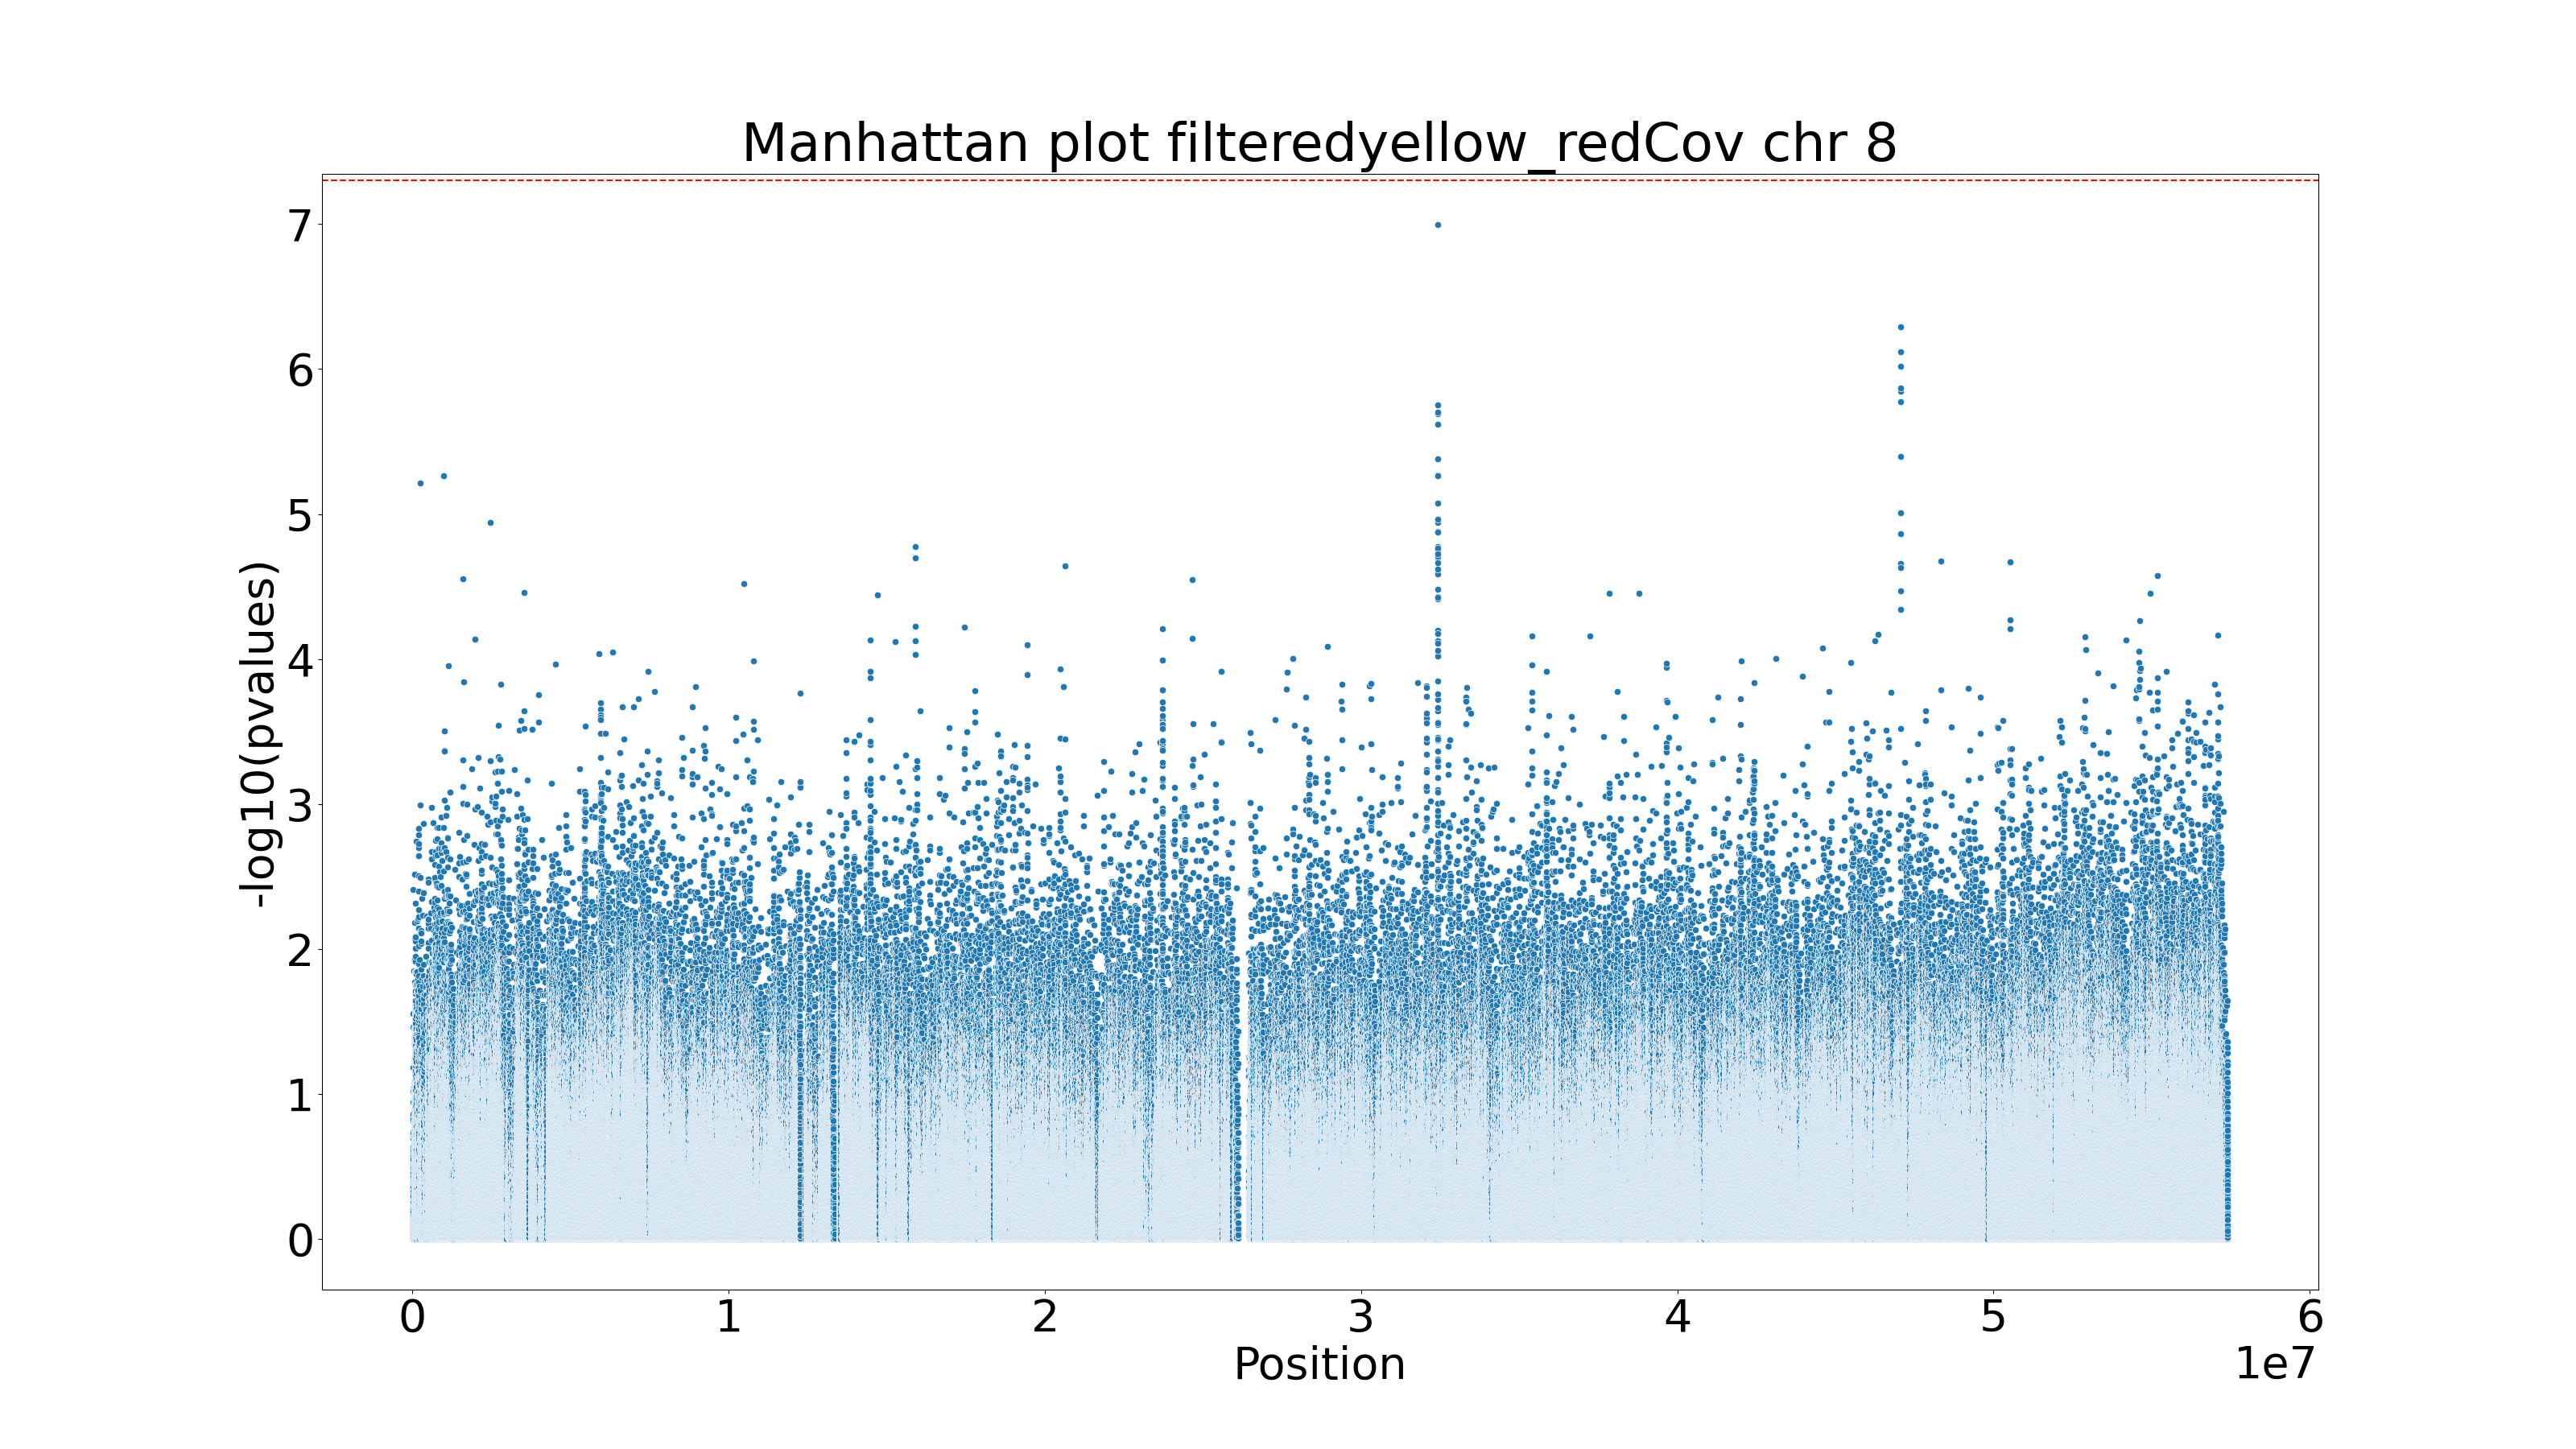 Manhattan plot filteredyellow_redCov chr 8
7
6
5
4
3
2
1
0
-log10(pvalues)
0 1 2 3 4 5 6
Position
1e7